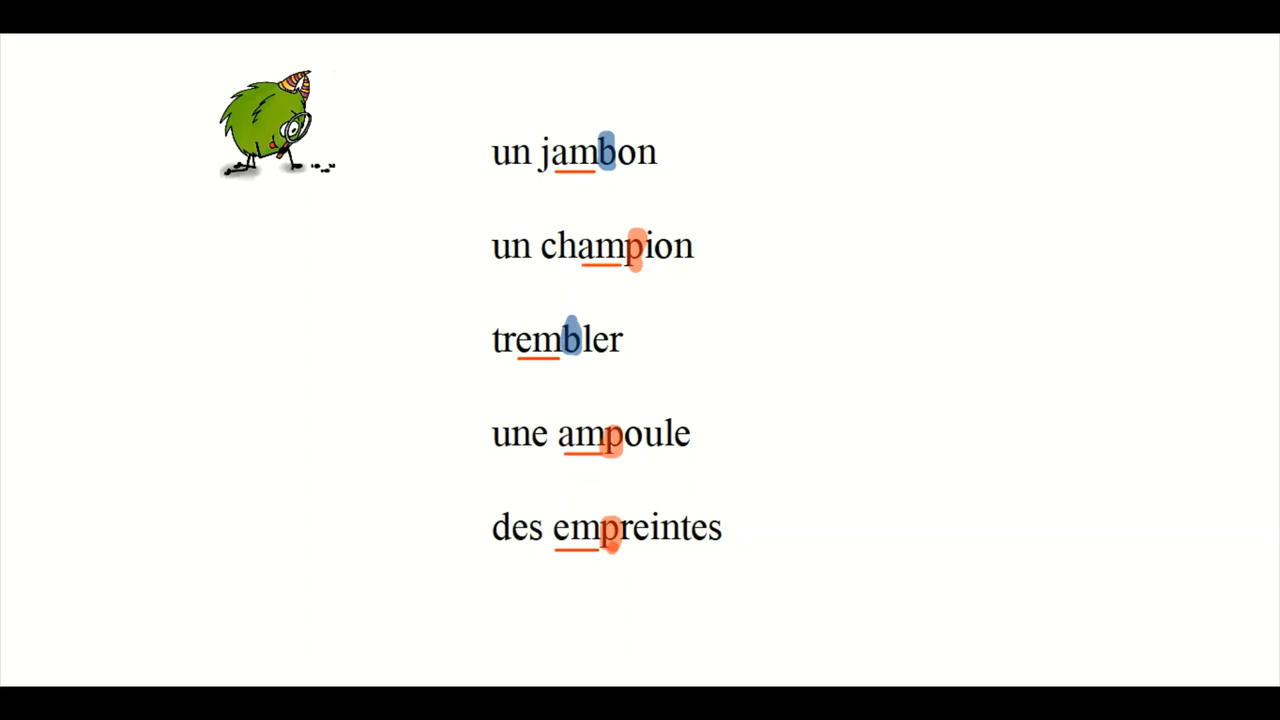 un jambon
un champion
trembler
une ampoule
des empreintes